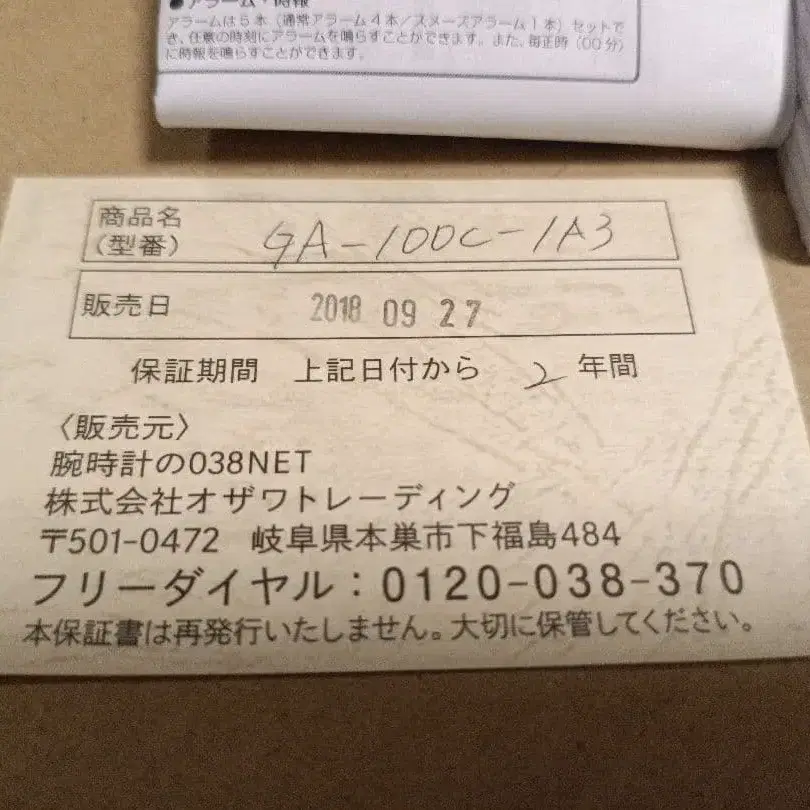 ●アラーム・時報
アラームは5本(通常アラーム4本/スヌーズアラーム1本)セットで
き、任意の時刻にアラームを鳴らすことができます。また、毎正時(00分)
に時報を鳴らすことができます。
商品名
(型番) GA-100C-1A3
販売日 2018 09 27
保証期間 上記日付から 2 年間
〈販売元〉
腕時計の038NET
株式会社オザワトレーディング
〒501-0472 岐阜県本巣市下福島484
フリーダイヤル:0120-038-370
本保証書は再発行いたしません。大切に保管してください。